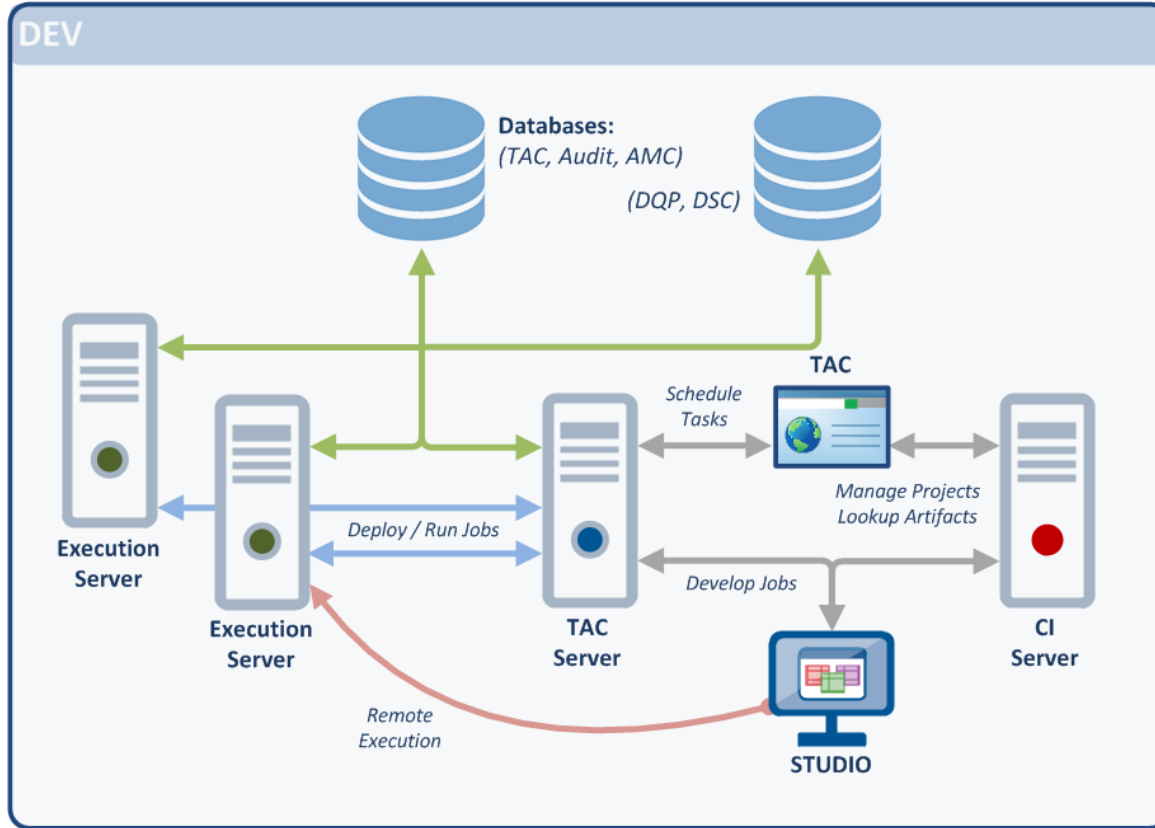 DEV
Databases:
(TAC, Audit, AMC)
(DQP, DSC)
TAC
Schedule
Tasks
Manage Projects
Lookup Artifacts
Deploy / Run Jobs
Execution
Server
Develop Jobs
Execution
Server
TAC
Server
CI
Server
Remote
Execution
STUDIO